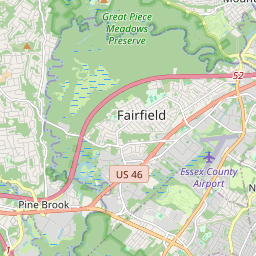 Great Piece
Meadows
Preserve
52
Fairfield
US 46
Essex County
Airport
Pine Brook